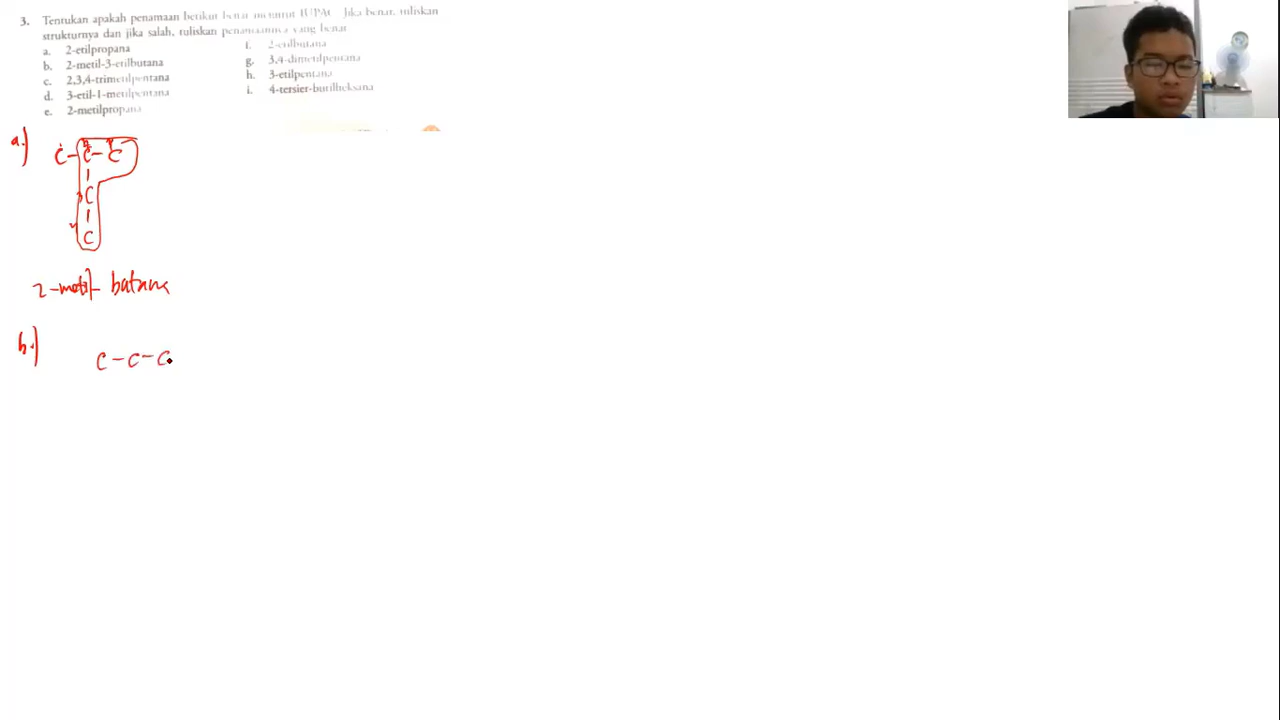 3. Tentukan apakah penamaan berikut benar menurut IUPAC. Jika benar, tuliskan
strukturnya dan jika salah, tuliskan penamaannya yang benar
a. 2-etilpropana
b. 2-metil-3-etilbutana
c. 2,3,4-trimetilpentana
d. 3-etil-1-metilpentana
e. 2-metilpropana
f. 2-etilbutana
g. 3,4-dimetilpentana
h. 3-etilpentana
i. 4-tersier-butilheksana
a.)
C-C-C
C
C
2-metil-butana
b.)
C-C-C